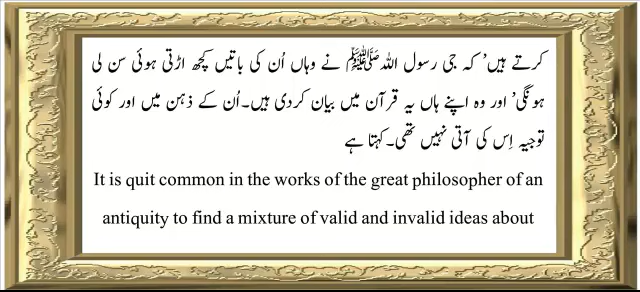 کرتے ہیں’ کہ جی رسول اللہ ﷺ نے وہاں اُن کی باتیں کچھ اڑتی ہوئی سن لی
ہونگی’ اور وہ اپنے ہاں یہ قرآن میں بیان کردی ہیں۔اُن کے ذہن میں اور کوئی
توجیہ اِس کی آتی نہیں تھی۔کہتا ہے
It is quit common in the works of the great philosopher of an
antiquity to find a mixture of valid and invalid ideas about